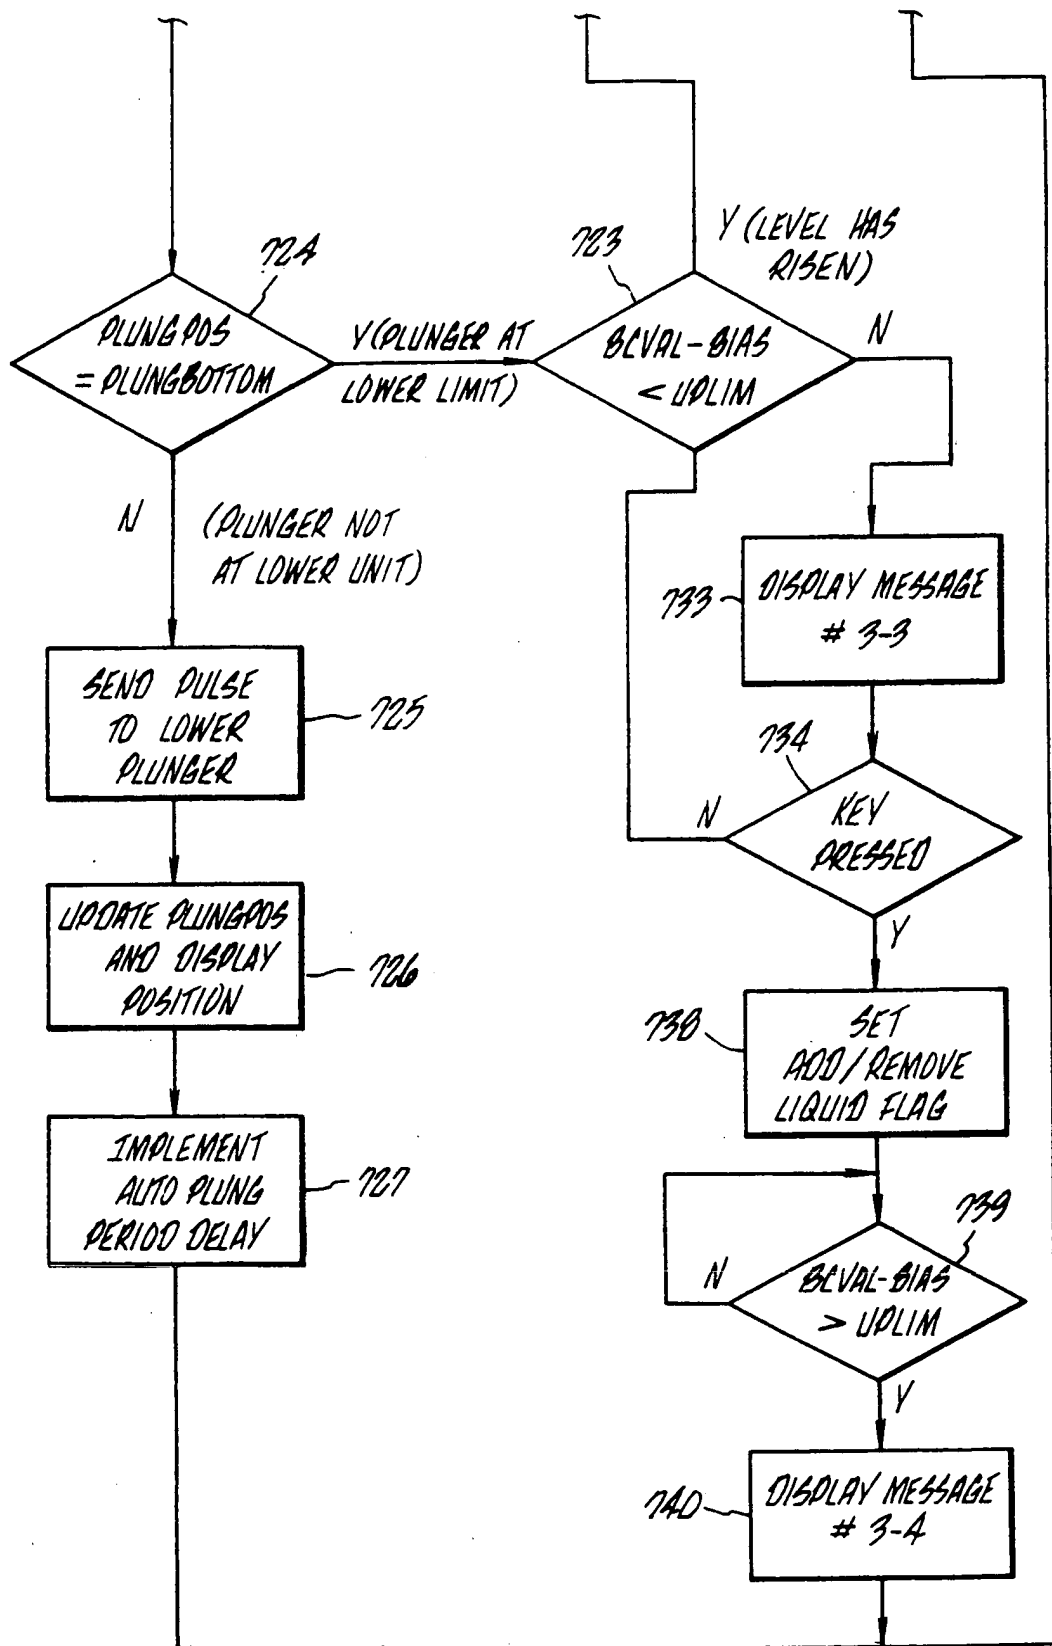 724
PLUNGPOS
= PLUNGBOTTOM
Y (PLUNGER AT
LOWER LIMIT)
N
(PLUNGER NOT
AT LOWER UNIT)
SEND PULSE
TO LOWER
PLUNGER
725
UPDATE PLUNGPOS
AND DISPLAY
POSITION
726
IMPLEMENT
AUTO PLUNG
PERIOD DELAY
727
723
Y (LEVEL HAS
RISEN)
BCVAL-BIAS
< UPLIM
N
733
DISPLAY MESSAGE
# 3-3
734
KEY
PRESSED
N
Y
738
SET
ADD/REMOVE
LIQUID FLAG
739
BCVAL-BIAS
> UPLIM
N
Y
740
DISPLAY MESSAGE
# 3-4